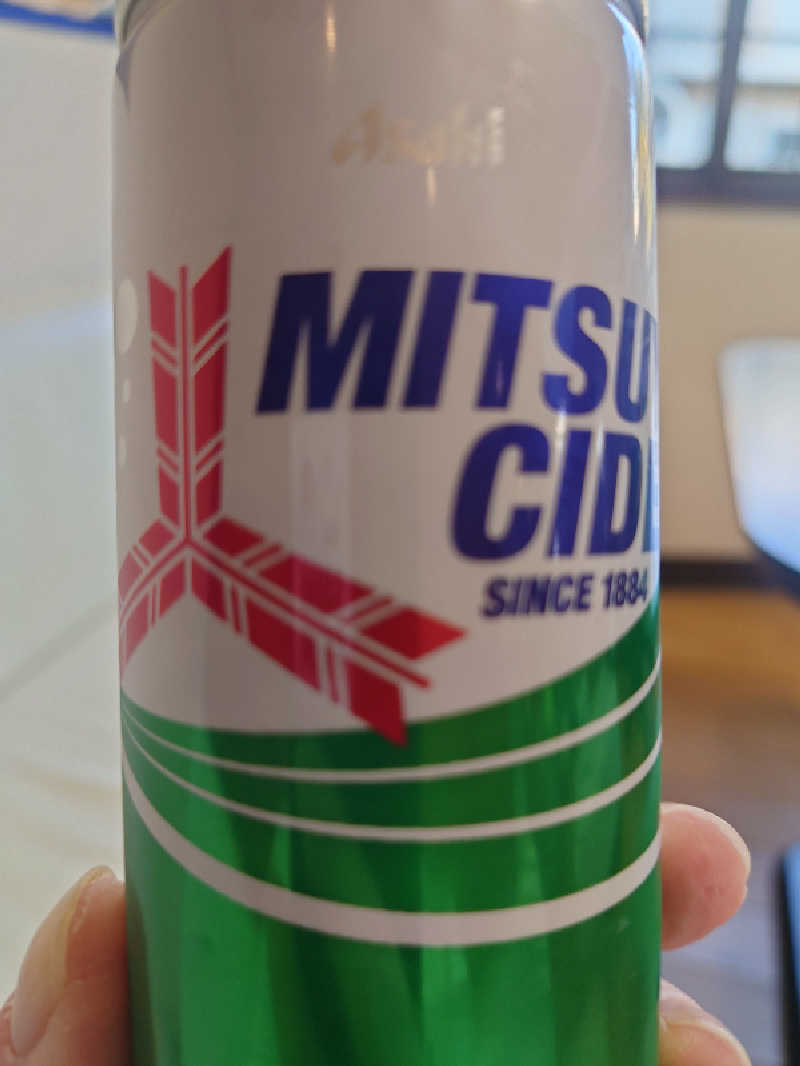 Asahi
MITSU
CID
SINCE 1884